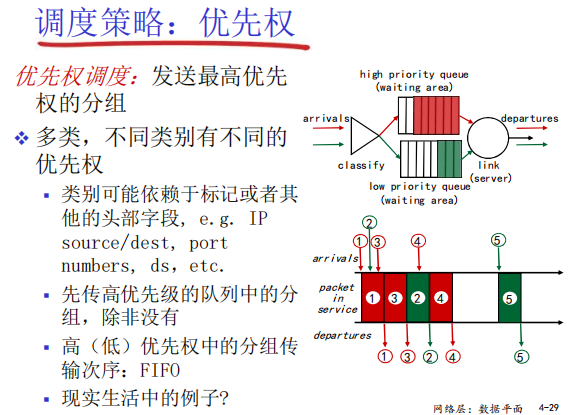 调度策略：优先权
优先权调度：发送最高优先
权的分组
多类，不同类别有不同的
优先权
类别可能依赖于标记或者其
他的头部字段, e.g. IP
source/dest, port
numbers, ds，etc.
先传高优先级的队列中的分
组，除非没有
高（低）优先权中的分组传
输次序：FIFO
现实生活中的例子?
high priority queue
(waiting area)
arrivals
departures
classify
link
(server)
low priority queue
(waiting area)
2
1 3 4 5
arrivals
packet
in
service
1 3 2 4 5
departures
1 3 2 4 5
网络层：数据平面 4-29